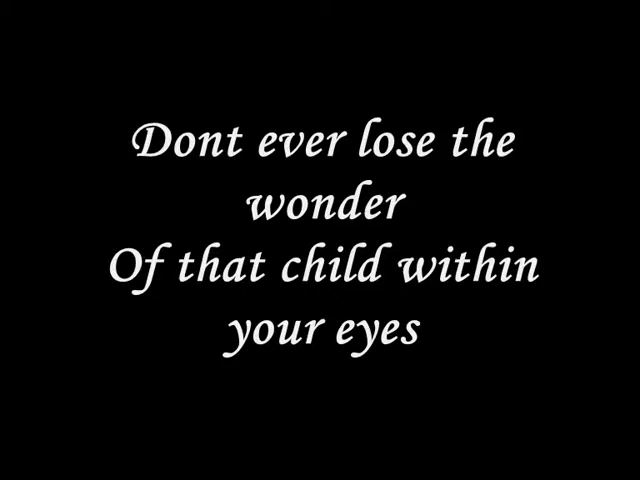 Dont ever lose the
wonder
Of that child within
your eyes